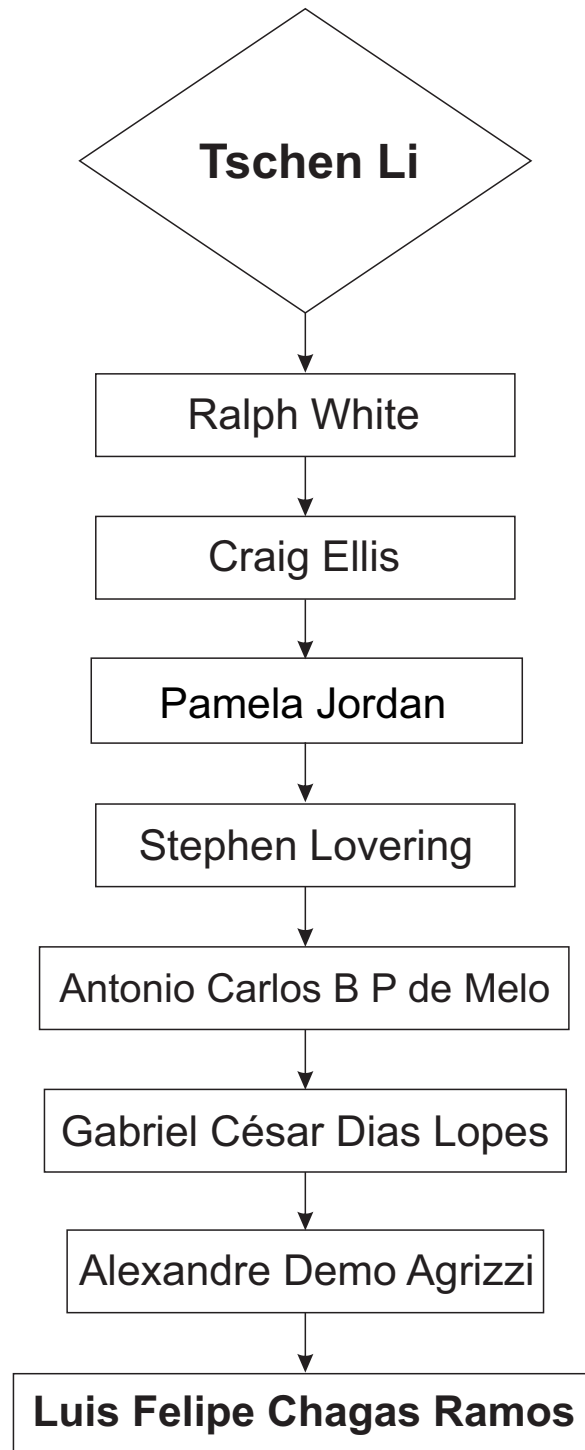 Tschen Li
Ralph White
Craig Ellis
Pamela Jordan
Stephen Lovering
Antonio Carlos B P de Melo
Gabriel César Dias Lopes
Alexandre Demo Agrizzi
Luis Felipe Chagas Ramos